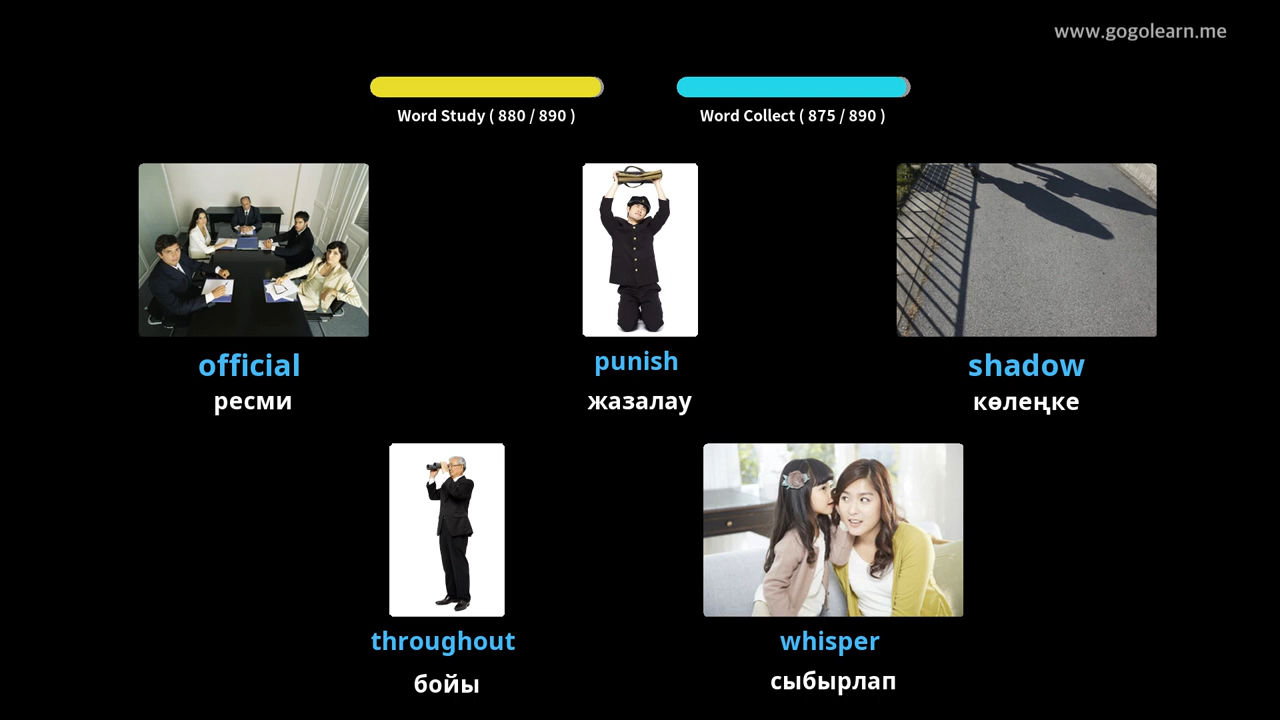 www.gogolearn.me
Word Study ( 880 / 890 )
Word Collect ( 875 / 890 )
official
punish
shadow
ресми
жазалау
көлеңке
throughout
whisper
бойы
сыбырлап